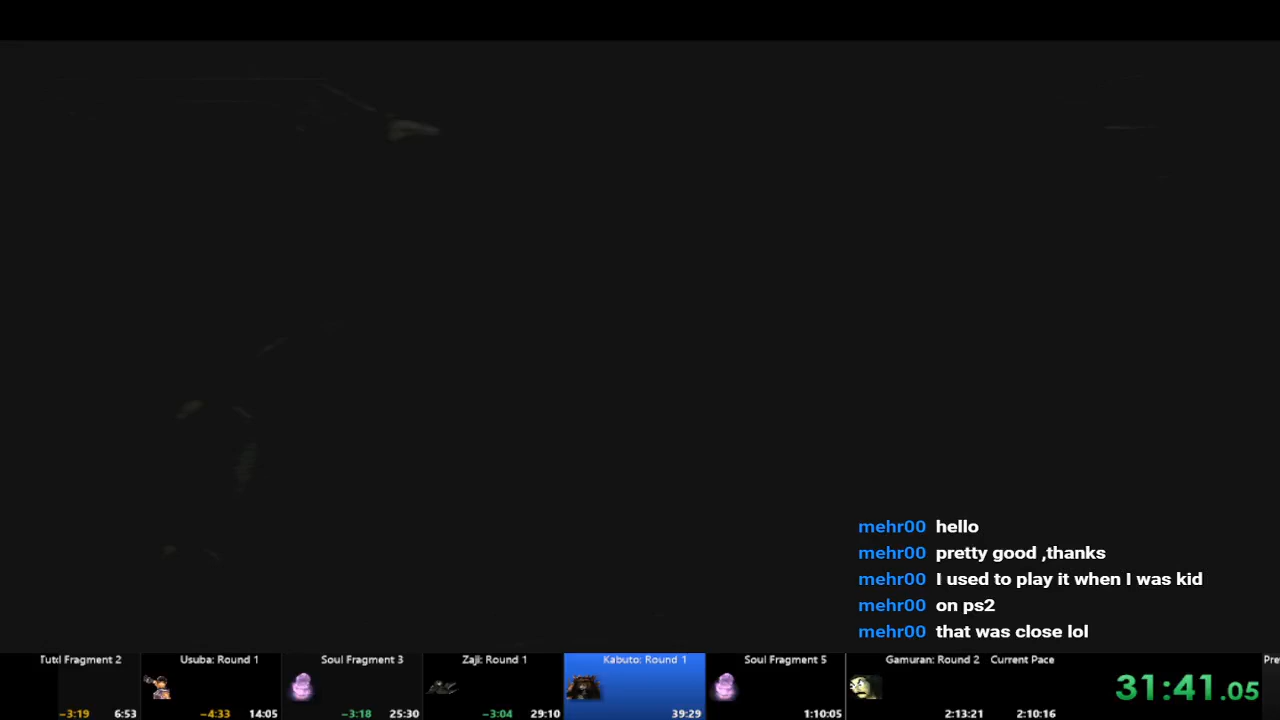 mehr00 hello
mehr00 pretty good ,thanks
mehr00 I used to play it when I was kid
mehr00 on ps2
mehr00 that was close lol
Fragment 2 Usuba: Round 1 Soul Fragment 3 Zaji: Round 1 Kabuto: Round 1 Soul Fragment 5 Gamuran: Round 2 Current Pace Pre
31:41.05
−3:19 6:53 −4:33 14:05 −3:18 25:30 −3:04 29:10 39:29 1:10:05 2:13:21 2:10:16